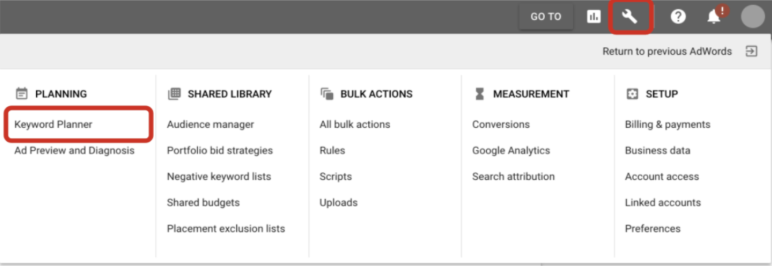 GO TO
!
Return to previous AdWords
PLANNING
Keyword Planner
Ad Preview and Diagnosis
SHARED LIBRARY
Audience manager
Portfolio bid strategies
Negative keyword lists
Shared budgets
Placement exclusion lists
BULK ACTIONS
All bulk actions
Rules
Scripts
Uploads
MEASUREMENT
Conversions
Google Analytics
Search attribution
SETUP
Billing & payments
Business data
Account access
Linked accounts
Preferences